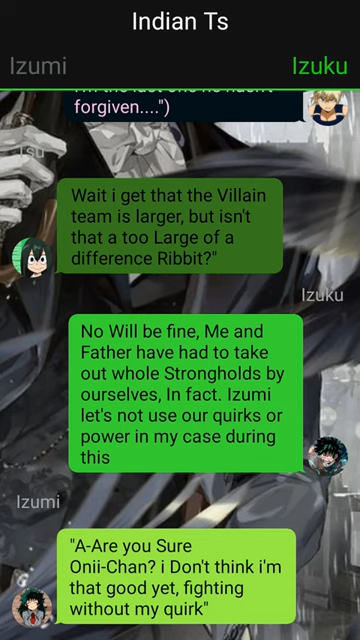 Indian Ts
Izumi
Izuku
forgiven....")
Tsu
Wait i get that the Villain
team is larger, but isn't
that a too Large of a
difference Ribbit?"
Izuku
No Will be fine, Me and
Father have had to take
out whole Strongholds by
ourselves, In fact. Izumi
let's not use our quirks or
power in my case during
this
Izumi
"A-Are you Sure
Onii-Chan? i Don't think i'm
that good yet, fighting
without my quirk"